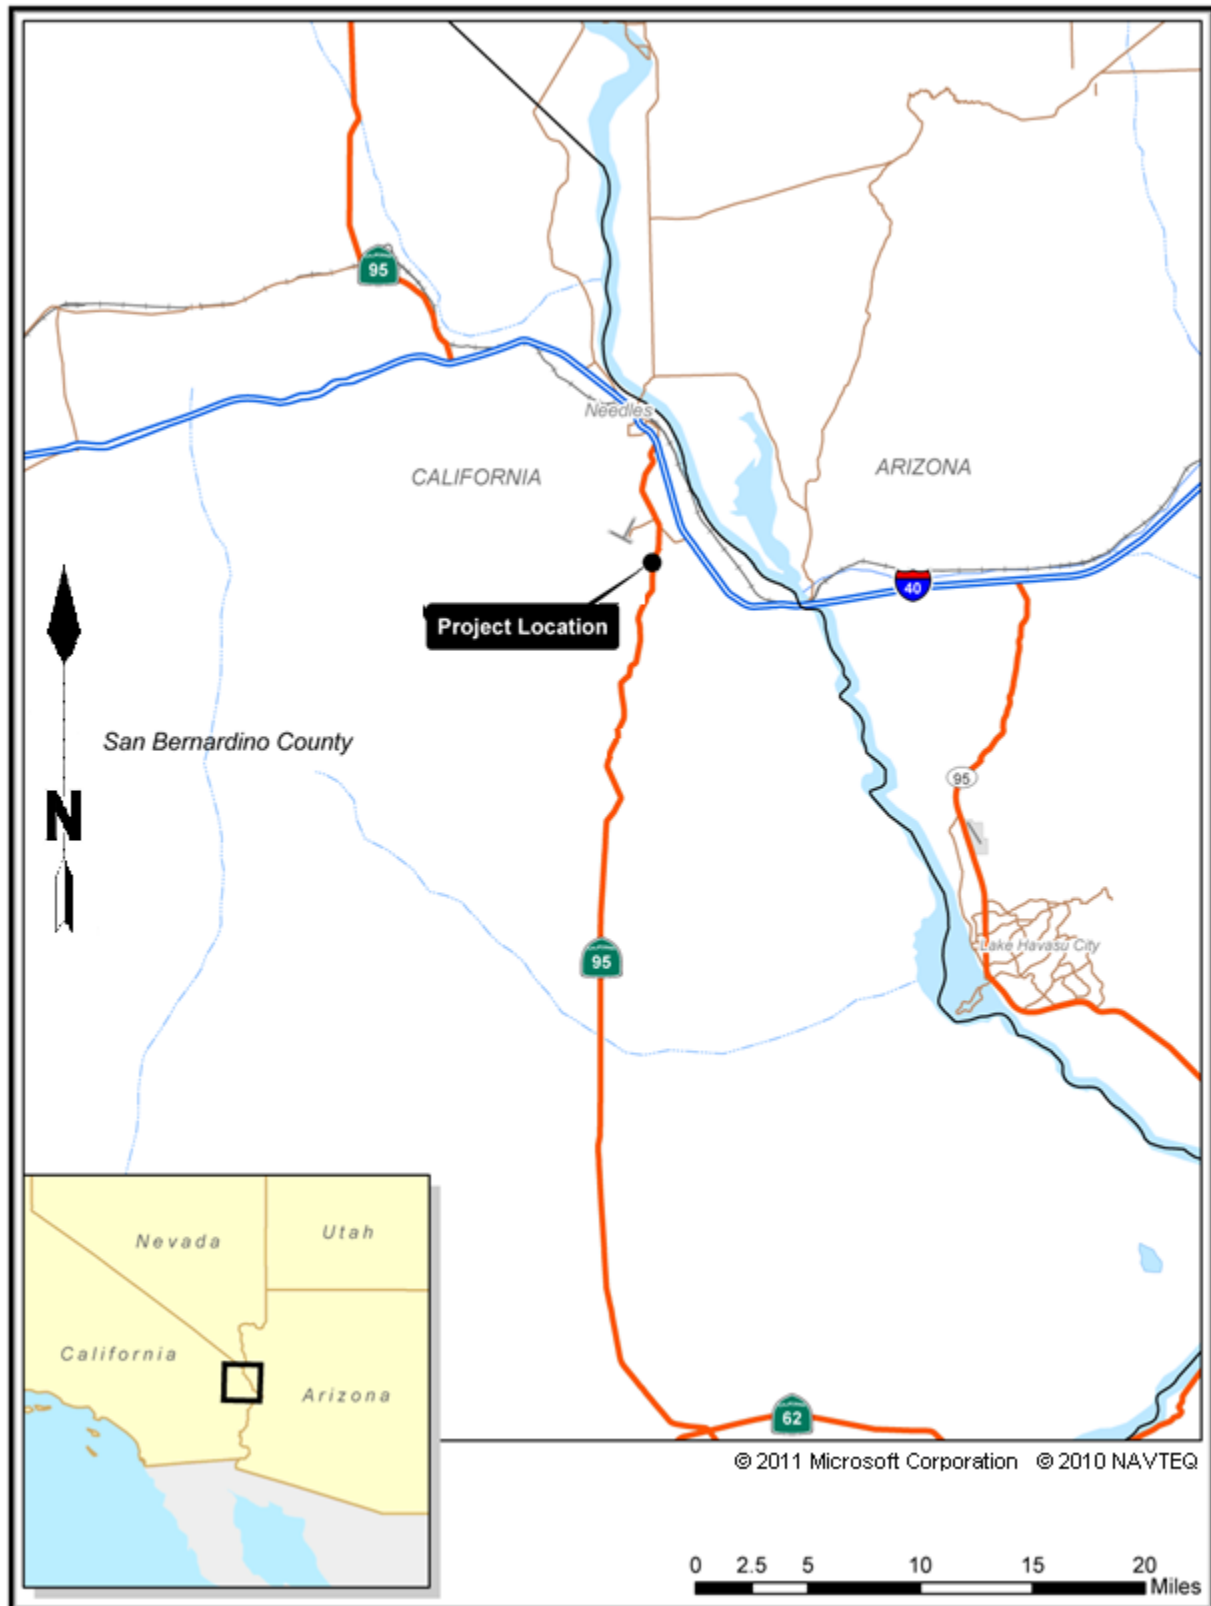 95
Needles
CALIFORNIA
ARIZONA
40
Project Location
San Bernardino County
95
N
Lake Havasu City
95
Nevada
Utah
California
Arizona
62
© 2011 Microsoft Corporation © 2010 NAVTEQ
0 2.5 5 10 15 20
Miles